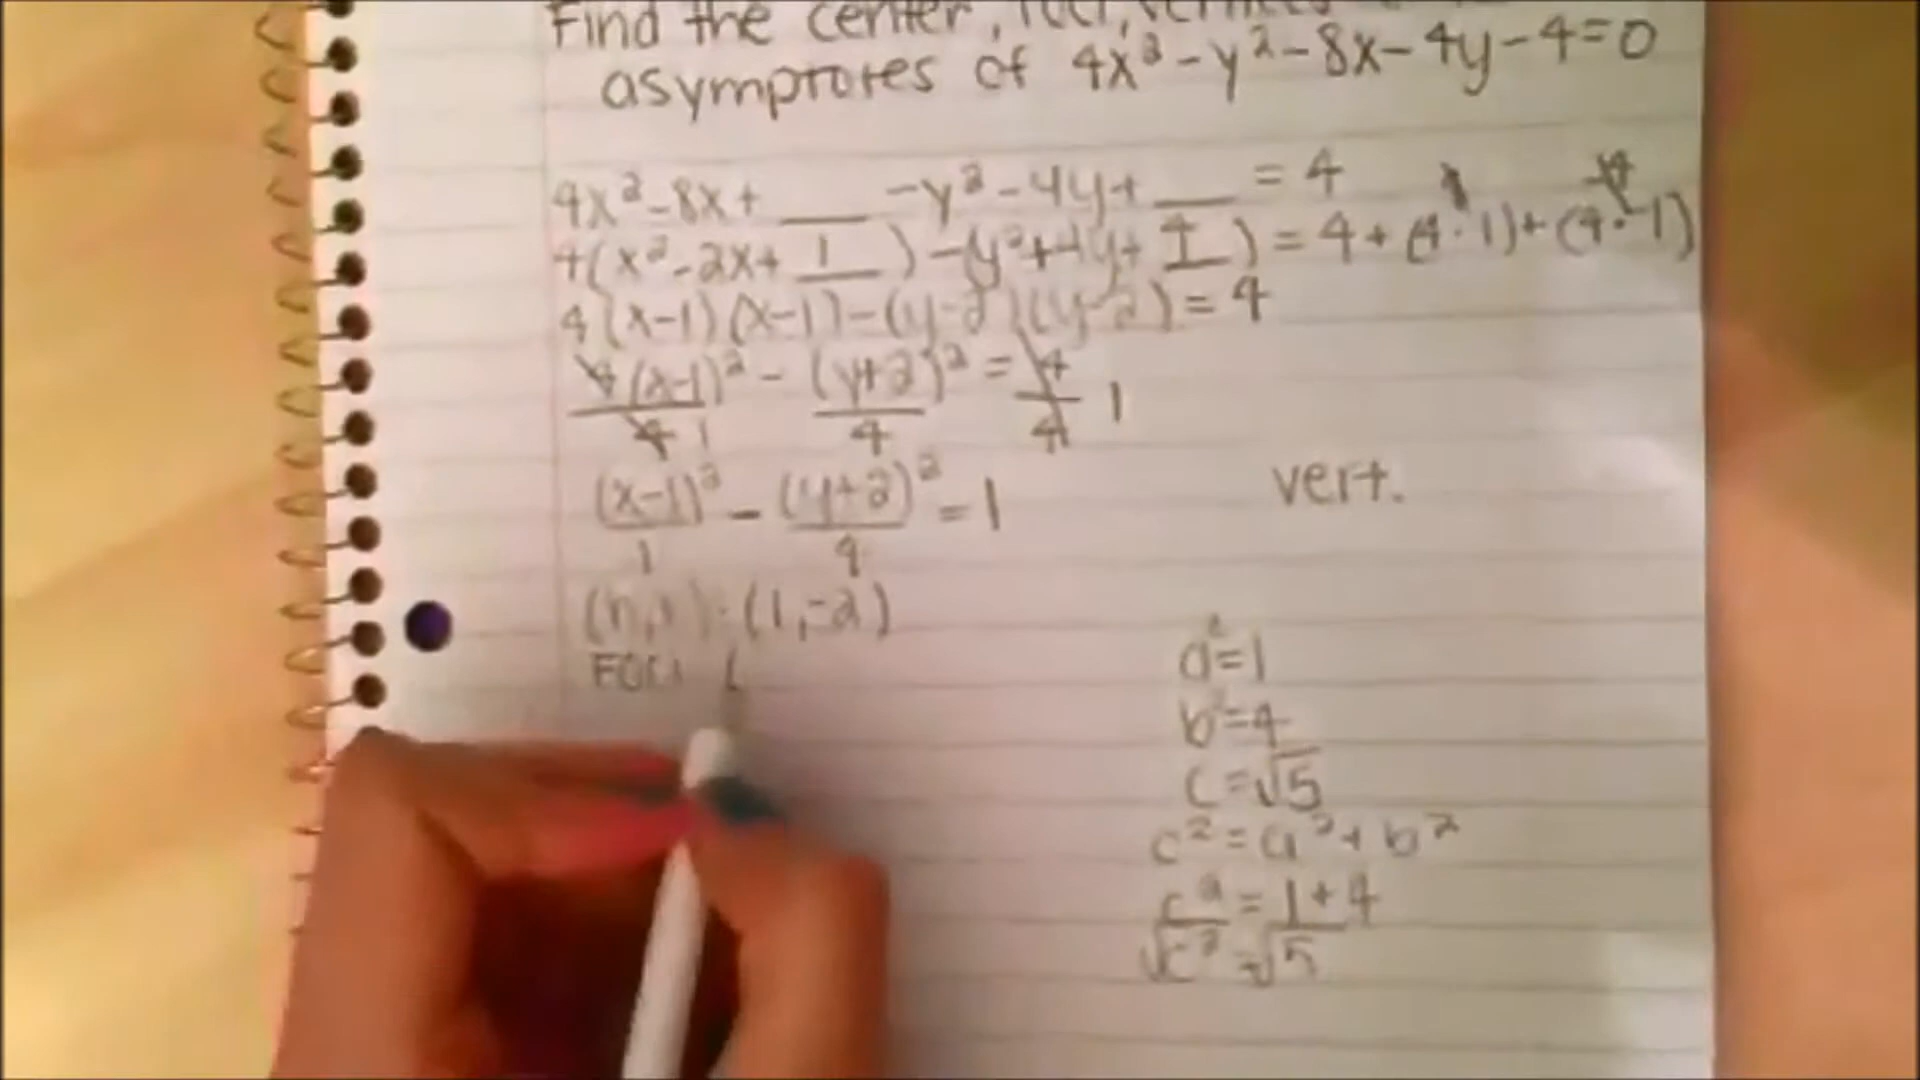 Find the center, foci, vertices
asymptotes of 4x² - y² - 8x - 4y - 4 = 0
4x² - 8x + ___ - y² - 4y + ___ = 4
4(x² - 2x + 1) - (y² + 4y + 4) = 4 + (4 · 1) + (4 · -1)
4(x-1)(x-1) - (y-2)(y-2) = 4
4(x-1)²/4 1 - (y+2)²/4 = 4/4 1
(x-1)²/1 - (y+2)²/4 = 1
vert.
(h,k) : (1,-2)
Foci (
a²=1
b²=4
c=√5
c² = a² + b²
c² = 1 + 4
√c² = √5